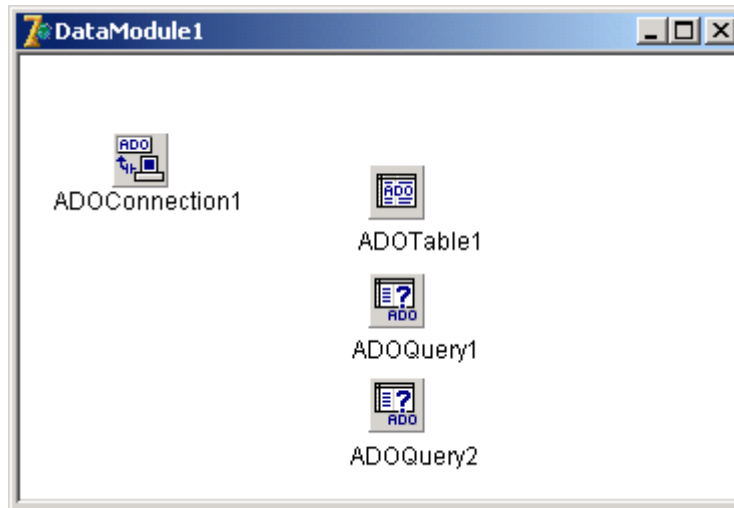 DataModule1
ADO
ADOConnection1
ADO
ADOTable1
ADO
ADOQuery1
ADO
ADOQuery2